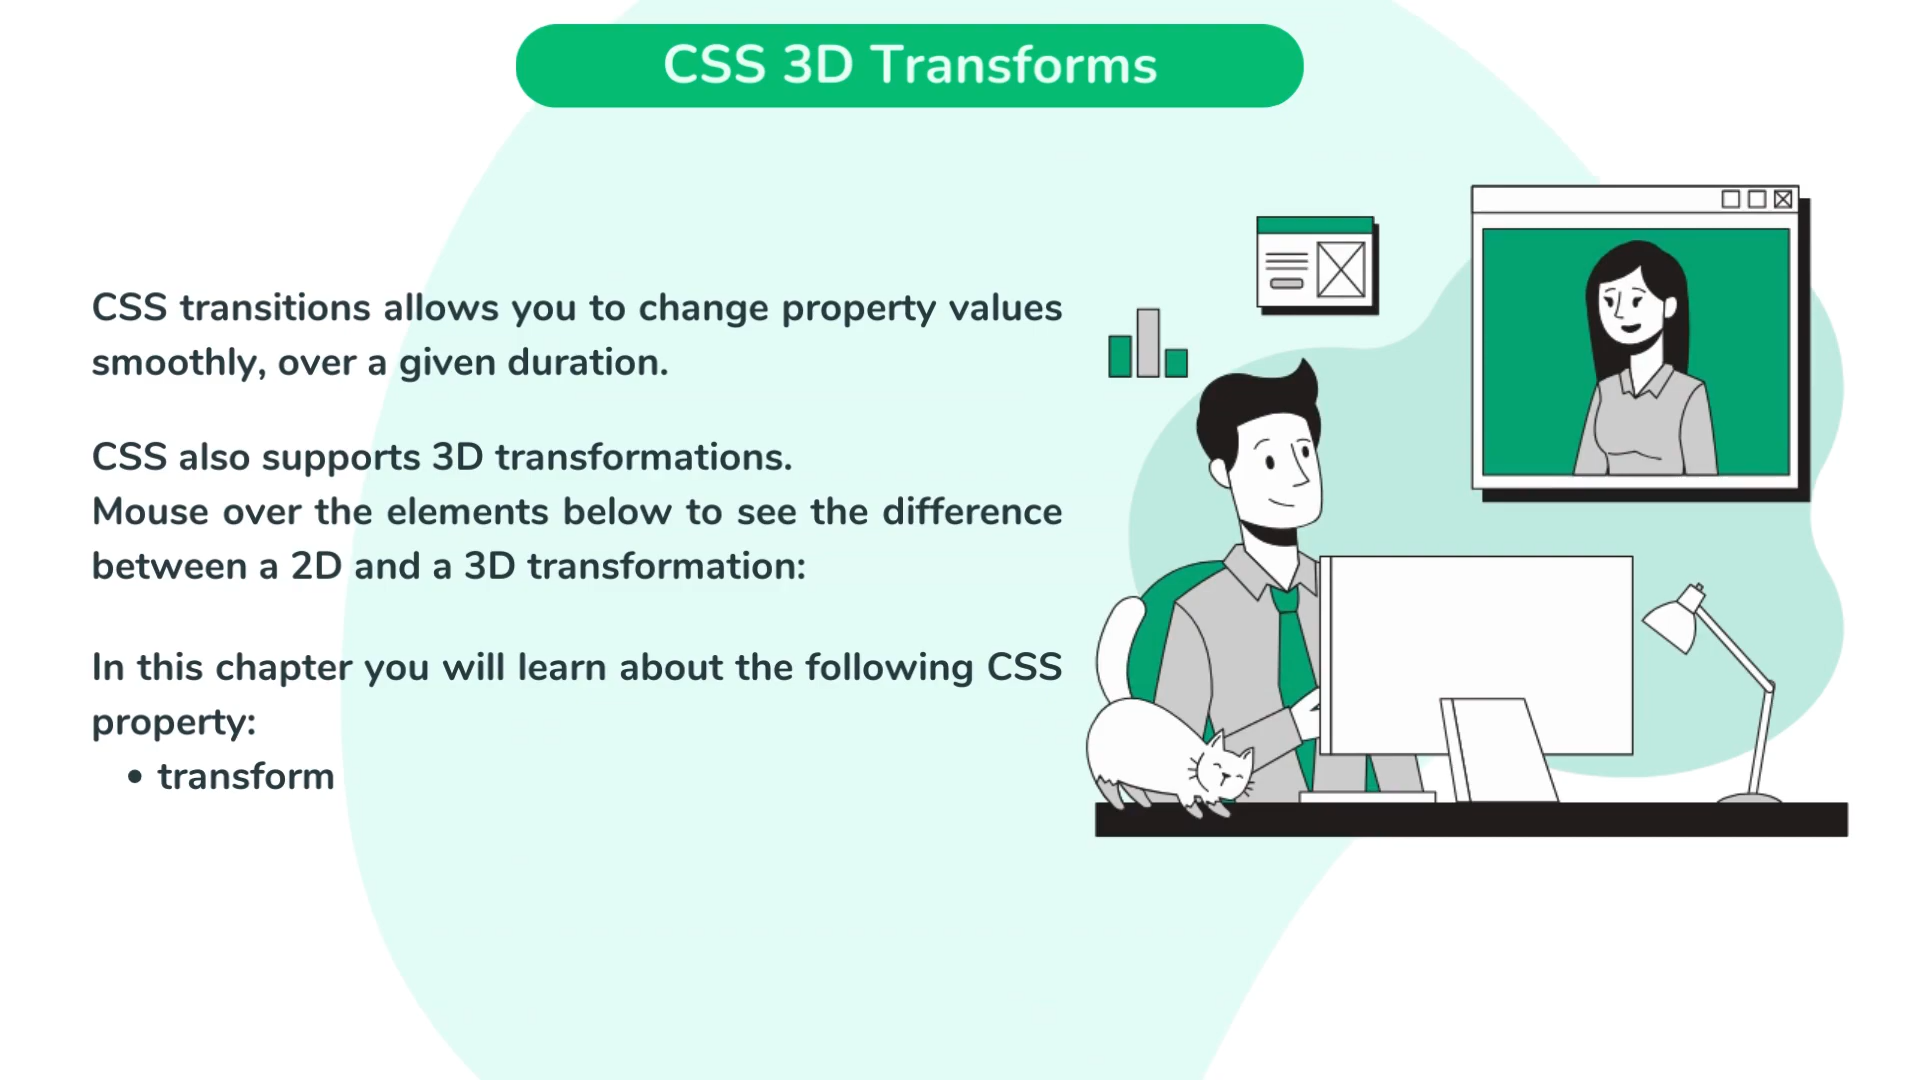 CSS 3D Transforms
CSS transitions allows you to change property values
smoothly, over a given duration.
CSS also supports 3D transformations.
Mouse over the elements below to see the difference
between a 2D and a 3D transformation:
In this chapter you will learn about the following CSS
property:
• transform